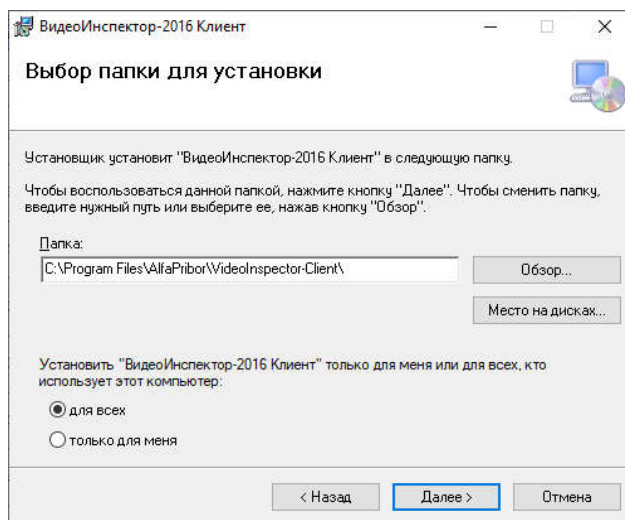 ВидеоИнспектор-2016 Клиент
Выбор папки для установки
Установщик установит "ВидеоИнспектор-2016 Клиент" в следующую папку.
Чтобы воспользоваться данной папкой, нажмите кнопку "Далее". Чтобы сменить папку,
введите нужный путь или выберите ее, нажав кнопку "Обзор".
Папка:
C:\Program Files\AlfaPribor\VideoInspector-Client\
Обзор...
Место на дисках...
Установить "ВидеоИнспектор-2016 Клиент" только для меня или для всех, кто
использует этот компьютер:
для всех
только для меня
< Назад
Далее >
Отмена